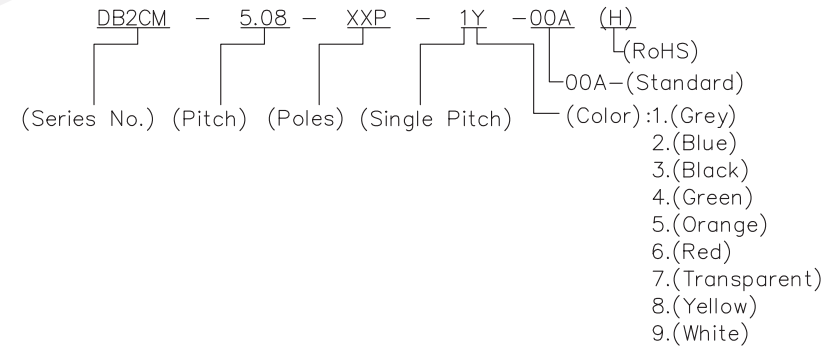 DB2CM - 5.08 - XXP - 1Y -00A (H)
(RoHS)
00A-(Standard)
(Series No.) (Pitch) (Poles) (Single Pitch) (Color):1.(Grey)
2.(Blue)
3.(Black)
4.(Green)
5.(Orange)
6.(Red)
7.(Transparent)
8.(Yellow)
9.(White)